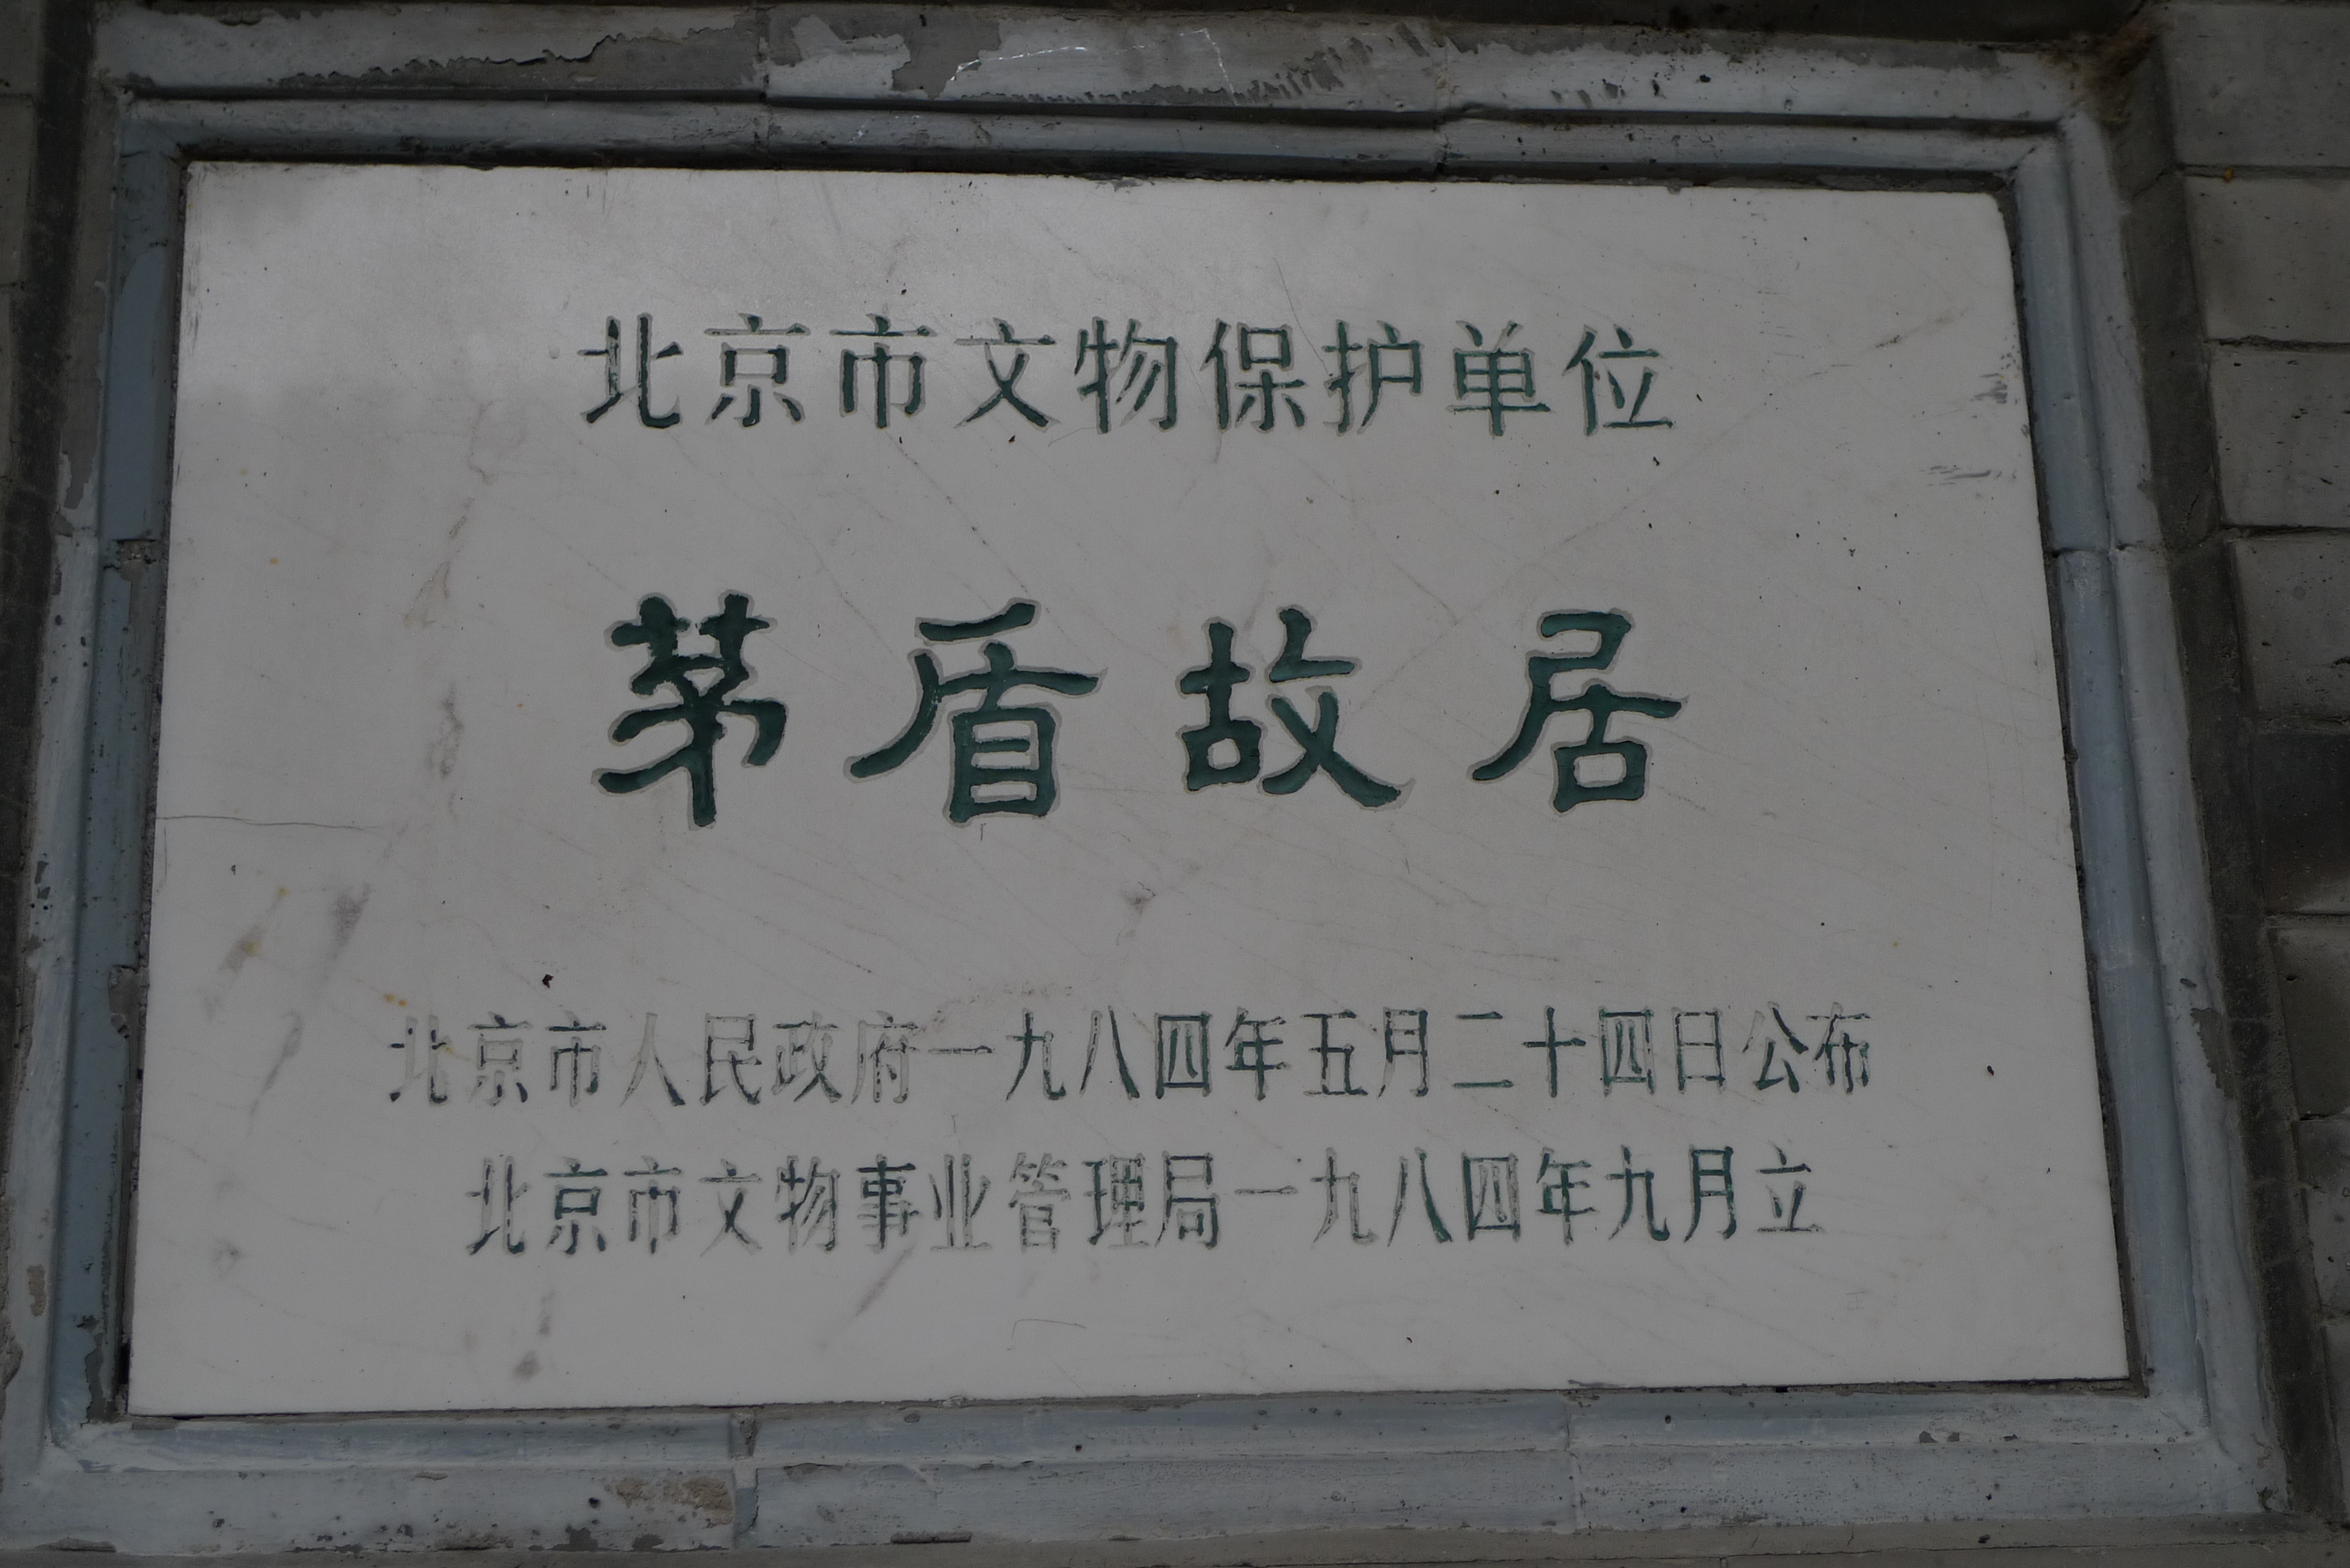 北京市文物保护单位
茅盾故居
北京市人民政府一九八四年五月二十四日公布
北京市文物事业管理局一九八四年九月立